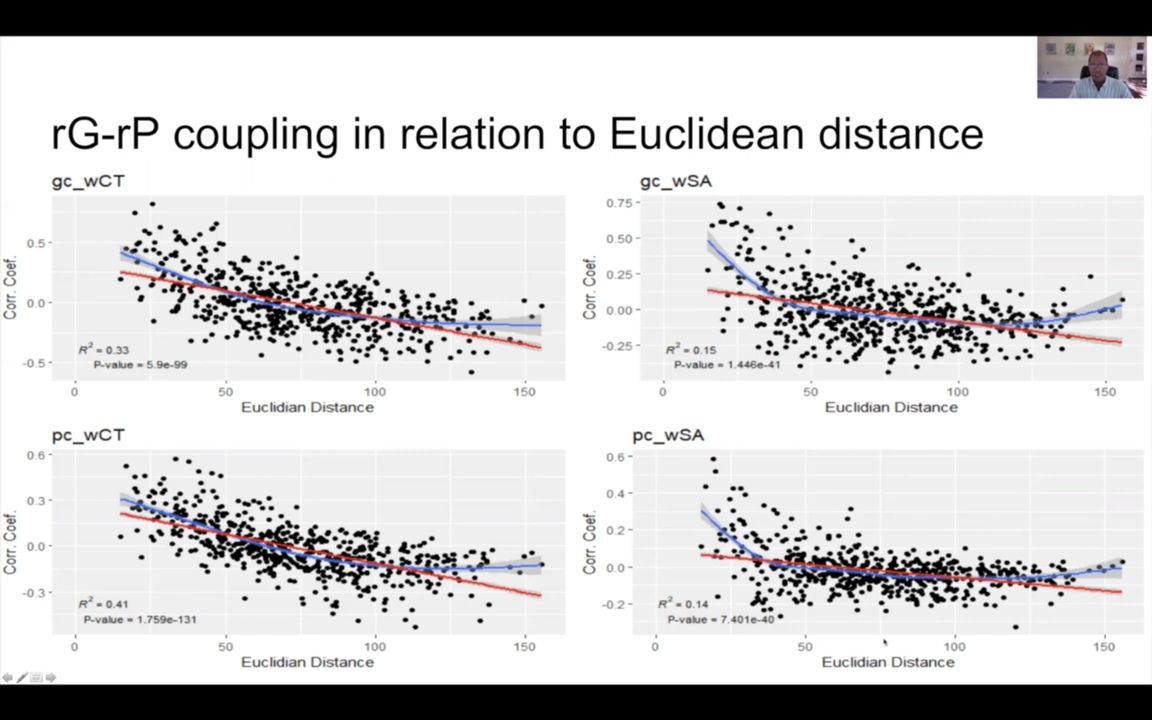 rG-rP coupling in relation to Euclidean distance
gc_wCT
Corr. Coef.
0.5
0.0
-0.5
R² = 0.33
P-value = 5.9e-99
0 50 100 150
Euclidian Distance
gc_wSA
Corr. Coef.
0.75
0.50
0.25
0.00
-0.25
R² = 0.15
P-value = 1.446e-41
0 50 100 150
Euclidian Distance
pc_wCT
Corr. Coef.
0.6
0.3
0.0
-0.3
R² = 0.41
P-value = 1.759e-131
0 50 100 150
Euclidian Distance
pc_wSA
Corr. Coef.
0.6
0.4
0.2
0.0
-0.2
R² = 0.14
P-value = 7.401e-40
0 50 100 150
Euclidian Distance